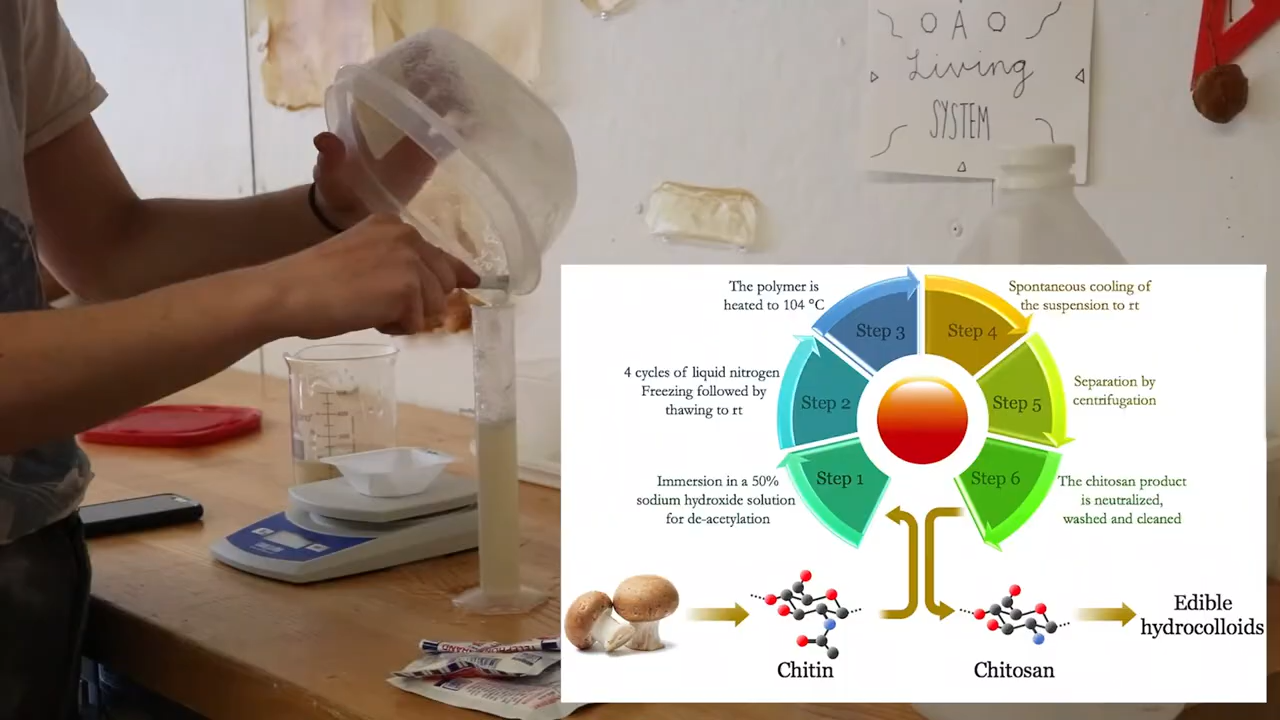 O A O
Living
SYSTEM
The polymer is
heated to 104 °C
Step 3
Step 4
Spontaneous cooling of
the suspension to rt
4 cycles of liquid nitrogen
Freezing followed by
thawing to rt
Step 2
Step 5
Separation by
centrifugation
Immersion in a 50%
sodium hydroxide solution
for de-acetylation
Step 1
Step 6
The chitosan product
is neutralized,
washed and cleaned
Chitin
Chitosan
Edible
hydrocolloids